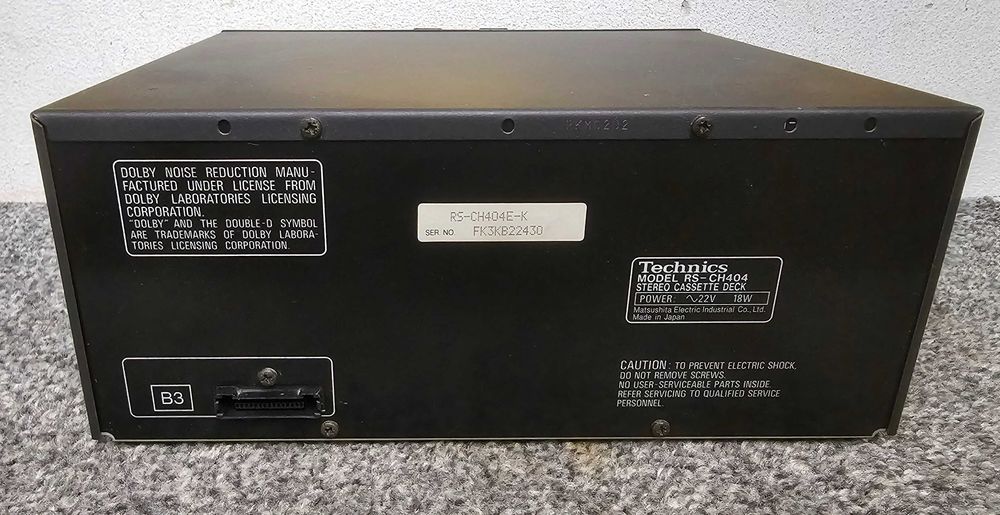 DOLBY NOISE REDUCTION MANU-
FACTURED UNDER LICENSE FROM
DOLBY LABORATORIES LICENSING
CORPORATION.
"DOLBY" AND THE DOUBLE-D SYMBOL
ARE TRADEMARKS OF DOLBY LABORA-
TORIES LICENSING CORPORATION.
RS-CH404E-K
SER. NO. FK3KB22430
Technics
MODEL RS-CH404
STEREO CASSETTE DECK
POWER: ∿22V 18W
Matsushita Electric Industrial Co., Ltd.
Made in Japan
B3
CAUTION: TO PREVENT ELECTRIC SHOCK,
DO NOT REMOVE SCREWS.
NO USER-SERVICEABLE PARTS INSIDE.
REFER SERVICING TO QUALIFIED SERVICE
PERSONNEL.